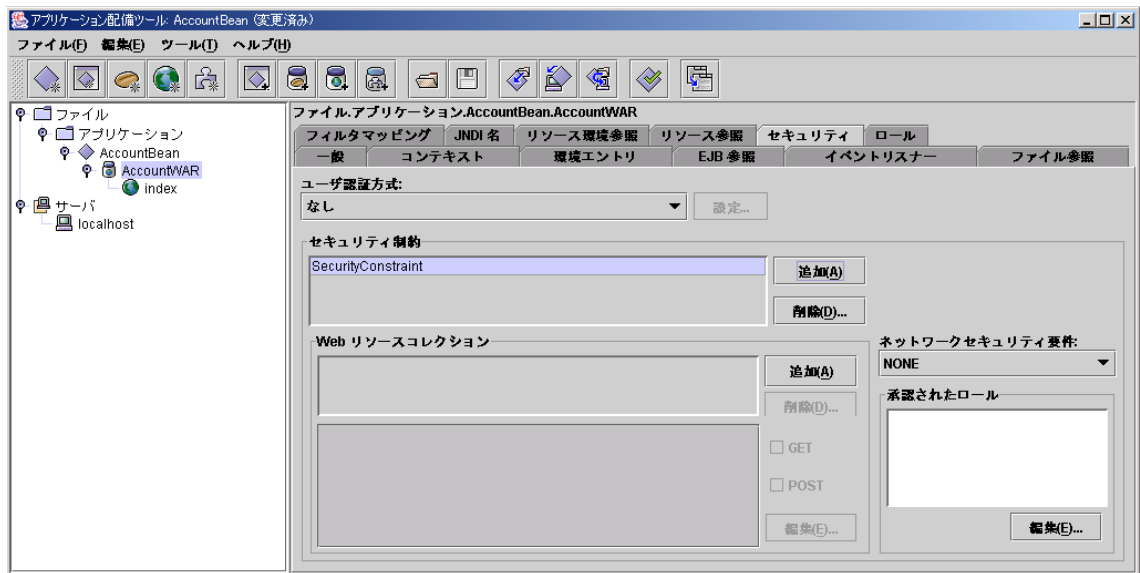 アプリケーション配備ツール: AccountBean (変更済み)
ファイル(F) 編集(E) ツール(T) ヘルプ(H)
ファイル
アプリケーション
AccountBean
AccountWAR
index
サーバ
localhost
ファイル.アプリケーション.AccountBean.AccountWAR
フィルタマッピング JNDI 名 リソース環境参照 リソース参照 セキュリティ ロール
一般 コンテキスト 環境エントリ EJB 参照 イベントリスナー ファイル参照
ユーザ認証方式:
なし 設定...
セキュリティ制約
SecurityConstraint
追加(A)
削除(D)...
Web リソースコレクション
追加(A)
削除(D)...
GET
POST
編集(E)...
ネットワークセキュリティ要件:
NONE
承認されたロール
編集(E)...